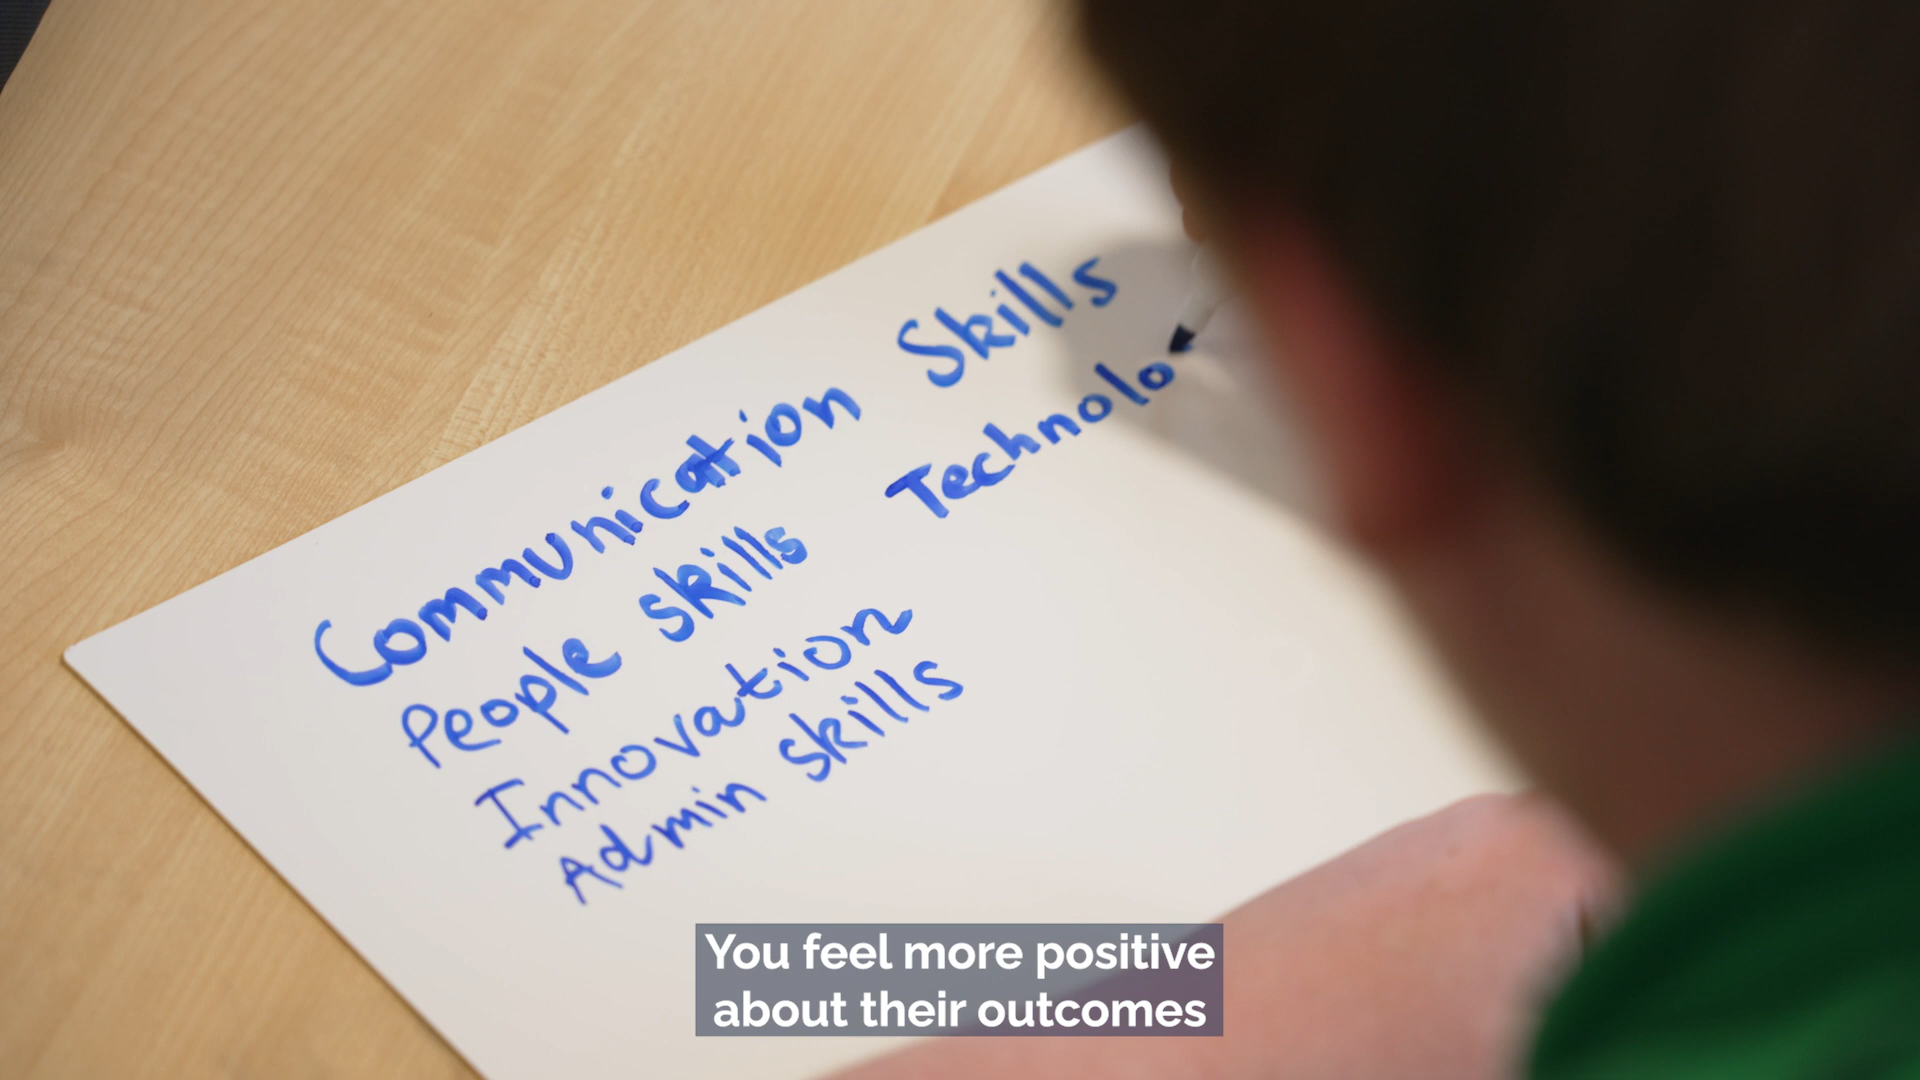 Communication Skills
People skills
Technolo
Innovation
Admin skills
You feel more positive
about their outcomes